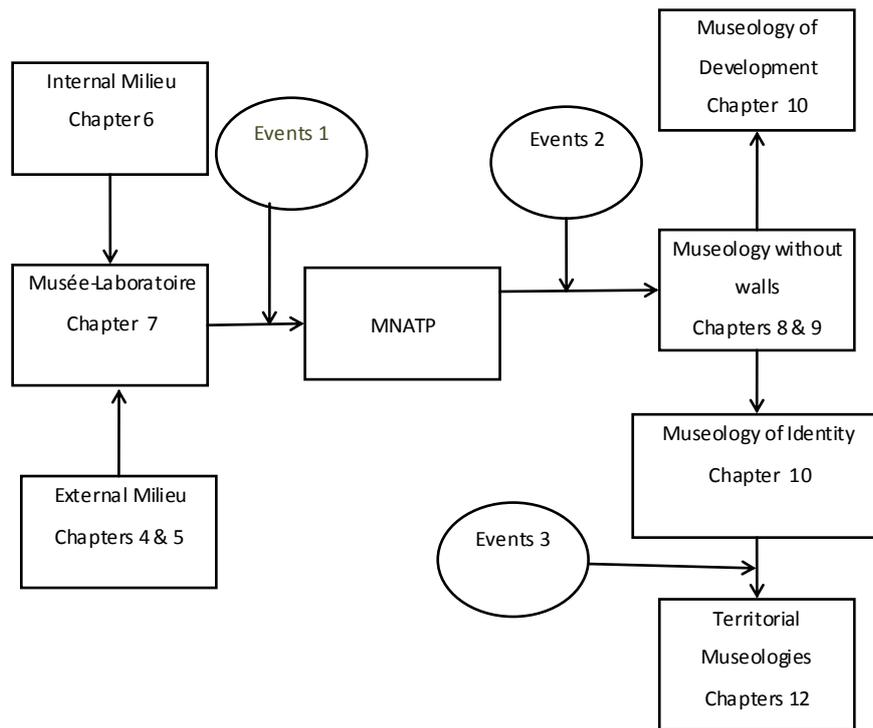 Internal Milieu
Chapter 6
Events 1
Events 2
Museology of
Development
Chapter 10
Musée-Laboratoire
Chapter 7
MNATP
Museology without
walls
Chapters 8 & 9
External Milieu
Chapters 4 & 5
Museology of Identity
Chapter 10
Events 3
Territorial
Museologies
Chapters 12